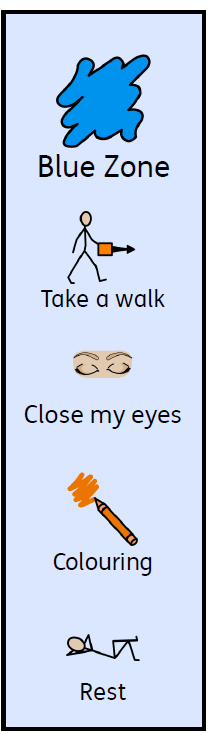 Blue Zone
Take a walk
Close my eyes
Colouring
Rest